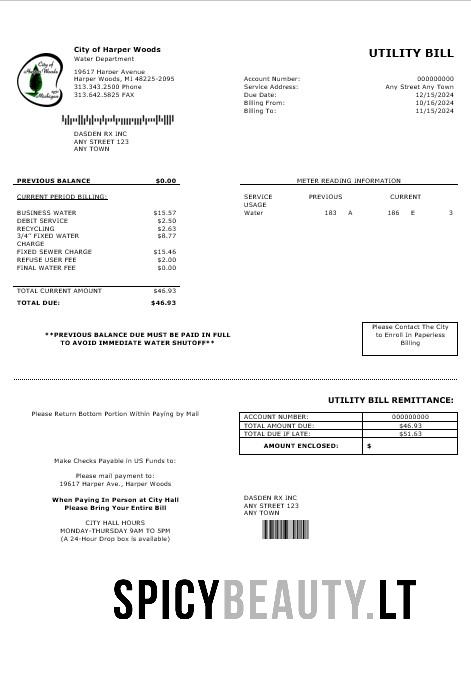 City of Harper Woods
Water Department
19617 Harper Avenue
Harper Woods, MI 48225-2095
313.343.2500 Phone
313.642.5825 FAX
City of
Harper Woods
Michigan
DASDEN RX INC
ANY STREET 123
ANY TOWN
UTILITY BILL
Account Number: 000000000
Service Address: Any Street Any Town
Due Date: 12/15/2024
Billing From: 10/16/2024
Billing To: 11/15/2024
PREVIOUS BALANCE $0.00
CURRENT PERIOD BILLING:
BUSINESS WATER $15.57
DEBIT SERVICE $2.50
RECYCLING $2.63
3/4" FIXED WATER $8.77
CHARGE
FIXED SEWER CHARGE $15.46
REFUSE USER FEE $2.00
FINAL WATER FEE $0.00
TOTAL CURRENT AMOUNT $46.93
TOTAL DUE: $46.93
METER READING INFORMATION
SERVICE PREVIOUS CURRENT
USAGE
Water 183 A 186 E 3
**PREVIOUS BALANCE DUE MUST BE PAID IN FULL
TO AVOID IMMEDIATE WATER SHUTOFF**
Please Contact The City
to Enroll In Paperless
Billing
UTILITY BILL REMITTANCE:
Please Return Bottom Portion Within Paying by Mail
ACCOUNT NUMBER: 000000000
TOTAL AMOUNT DUE: $46.93
TOTAL DUE IF LATE: $51.63
AMOUNT ENCLOSED: $
Make Checks Payable in US Funds to:
Please mail payment to:
19617 Harper Ave., Harper Woods
When Paying In Person at City Hall
Please Bring Your Entire Bill
CITY HALL HOURS
MONDAY-THURSDAY 9AM TO 5PM
(A 24-Hour Drop box is available)
DASDEN RX INC
ANY STREET 123
ANY TOWN
SPICYBEAUTY.LT